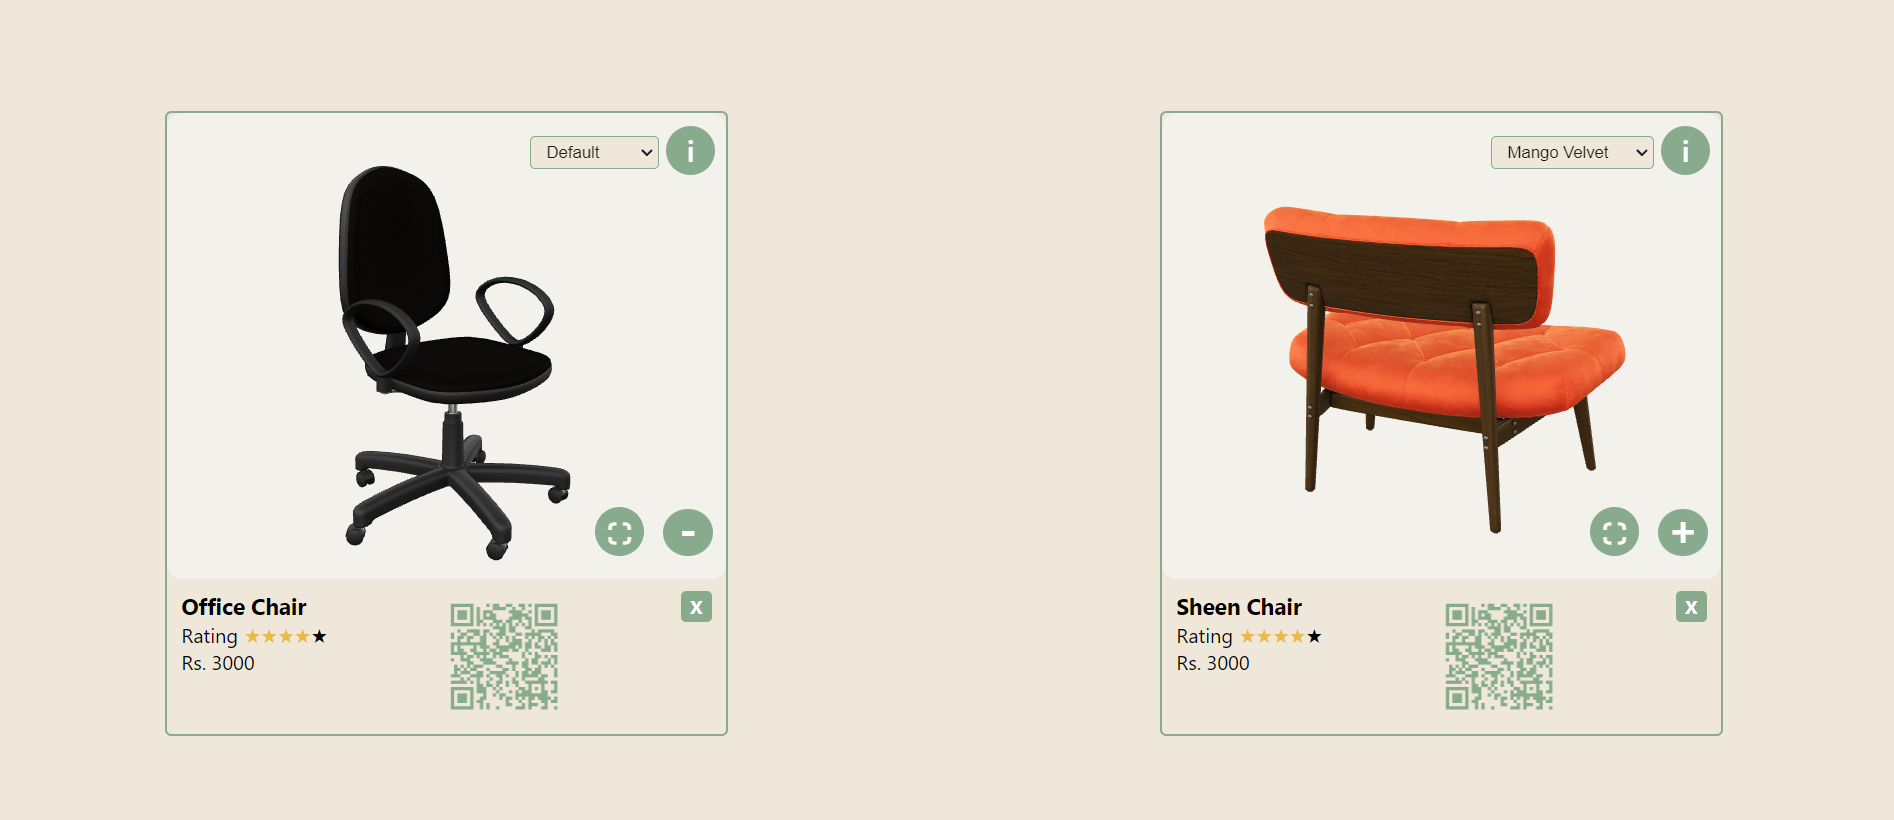 Default
i
-
Office Chair
x
Rating ★★★★★
Rs. 3000
Mango Velvet
i
+
Sheen Chair
x
Rating ★★★★★
Rs. 3000